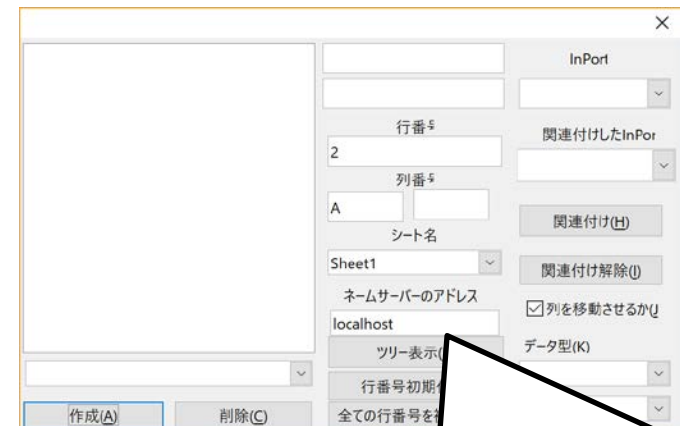 InPort
行番号
関連付けしたInPor
2
列番号
A
関連付け(H)
シート名
Sheet1
関連付け解除(I)
ネームサーバーのアドレス
列を移動させるか(J
localhost
ツリー表示(
データ型(K)
行番号初期
作成(A)
削除(C)
全ての行番号を